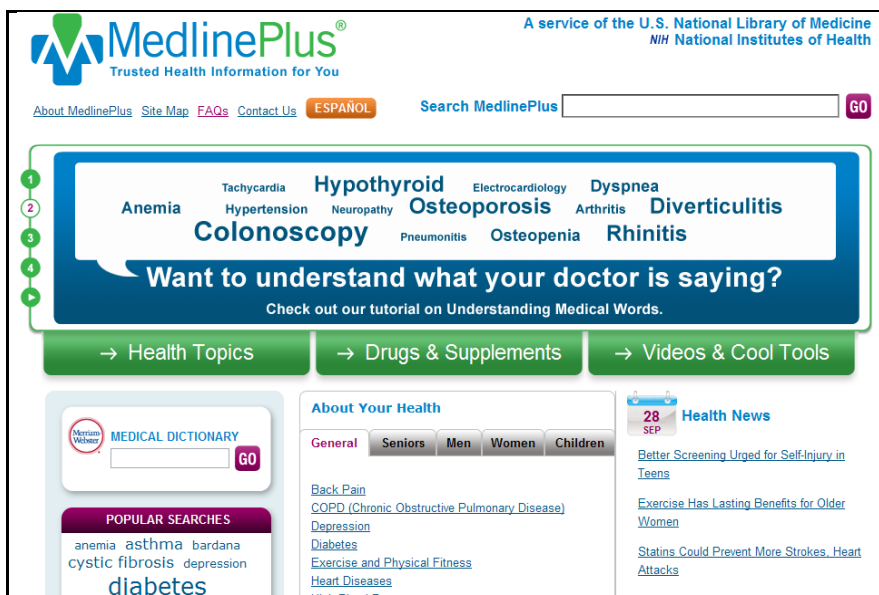 MedlinePlus®
Trusted Health Information for You
A service of the U.S. National Library of Medicine
NIH National Institutes of Health
About MedlinePlus Site Map FAQs Contact Us ESPAÑOL
Search MedlinePlus GO
1
2
3
4
Tachycardia Hypothyroid Electrocardiology Dyspnea
Anemia Hypertension Neuropathy Osteoporosis Arthritis Diverticulitis
Colonoscopy Pneumonitis Osteopenia Rhinitis
Want to understand what your doctor is saying?
Check out our tutorial on Understanding Medical Words.
→ Health Topics
→ Drugs & Supplements
→ Videos & Cool Tools
Merriam-
Webster
MEDICAL DICTIONARY
GO
POPULAR SEARCHES
anemia asthma bardana
cystic fibrosis depression
diabetes
About Your Health
General Seniors Men Women Children
Back Pain
COPD (Chronic Obstructive Pulmonary Disease)
Depression
Diabetes
Exercise and Physical Fitness
Heart Diseases
28
SEP
Health News
Better Screening Urged for Self-Injury in
Teens
Exercise Has Lasting Benefits for Older
Women
Statins Could Prevent More Strokes, Heart
Attacks